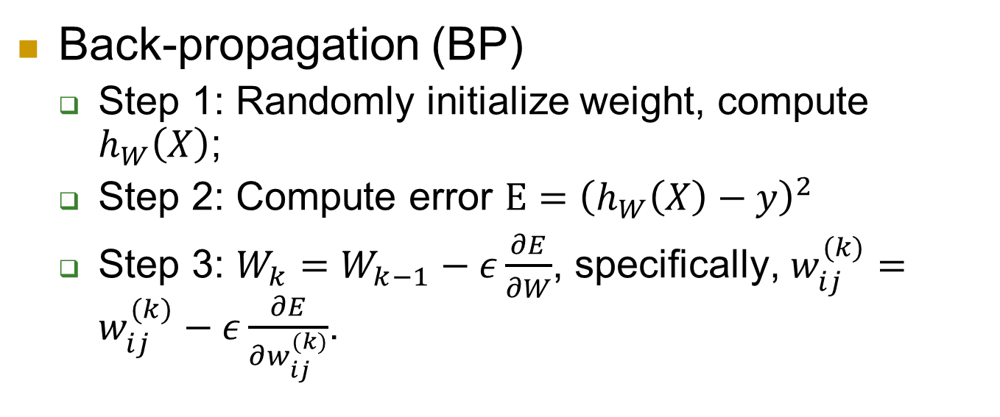 Back-propagation (BP)
Step 1: Randomly initialize weight, compute
$h_W(X)$;
Step 2: Compute error $\mathrm{E} = (h_W(X) - y)^2$
Step 3: $W_k = W_{k-1} - \epsilon \frac{\partial E}{\partial W}$, specifically, $w_{ij}^{(k)} =$
$w_{ij}^{(k)} - \epsilon \frac{\partial E}{\partial w_{ij}^{(k)}}$.